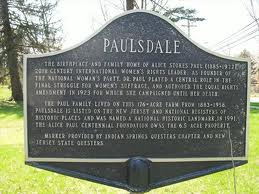 PAULSDALE
THE BIRTHPLACE AND FAMILY HOME OF ALICE STOKES PAUL (1885-1977)
20TH CENTURY INTERNATIONAL WOMEN'S RIGHTS LEADER. AS FOUNDER OF
THE NATIONAL WOMAN'S PARTY, DR. PAUL PLAYED A CENTRAL ROLE IN THE
FINAL STRUGGLE FOR WOMEN'S SUFFRAGE, AND AUTHORED THE EQUAL RIGHTS
AMENDMENT IN 1923 FOR WHICH SHE CAMPAIGNED UNTIL HER DEATH.
THE PAUL FAMILY LIVED ON THIS 176-ACRE FARM FROM 1883-1958.
PAULSDALE IS LISTED ON THE NEW JERSEY AND NATIONAL REGISTERS OF
HISTORIC PLACES AND WAS NAMED A NATIONAL HISTORIC LANDMARK IN 1991.
THE ALICE PAUL CENTENNIAL FOUNDATION OWNS THE 6.5 ACRE PROPERTY.
MARKER PROVIDED BY INDIAN SPRINGS QUESTERS CHAPTER AND NEW
JERSEY STATE QUESTERS